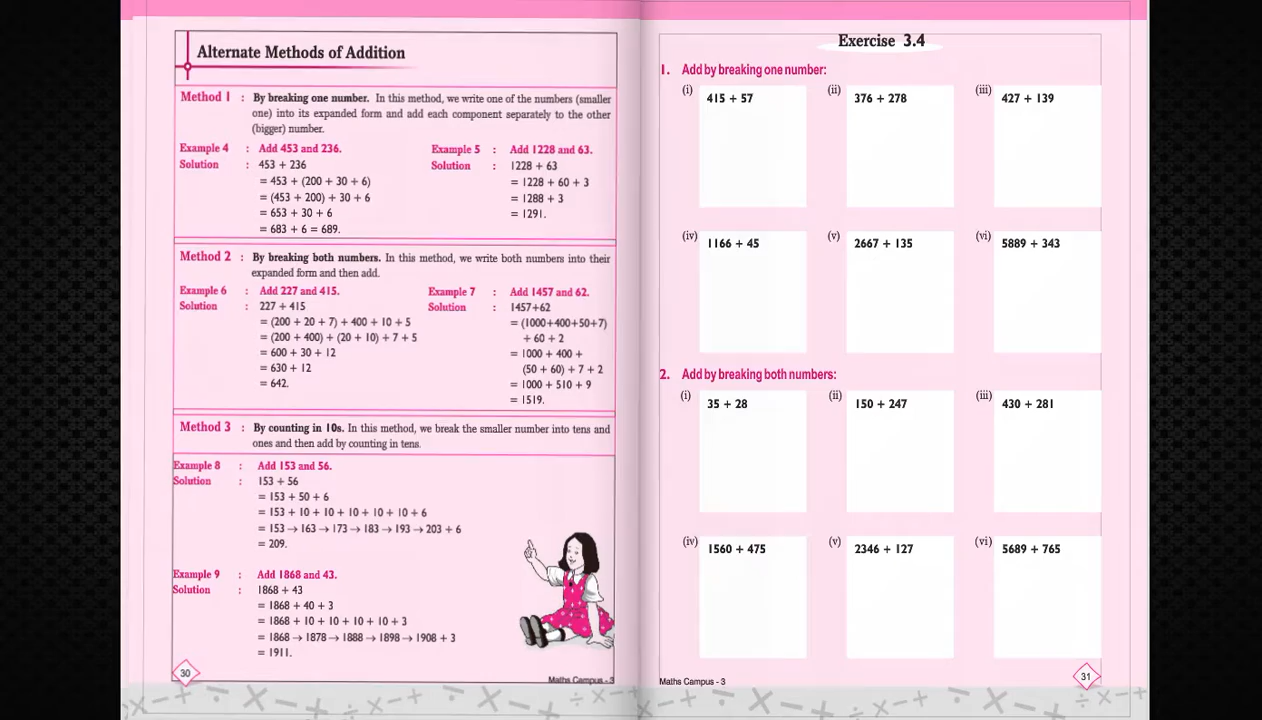 Alternate Methods of Addition
Method 1 : By breaking one number. In this method, we write one of the numbers (smaller
one) into its expanded form and add each component separately to the other
(bigger) number.
Example 4 : Add 453 and 236.
Solution : 453 + 236
= 453 + (200 + 30 + 6)
= (453 + 200) + 30 + 6
= 653 + 30 + 6
= 683 + 6 = 689.
Example 5 : Add 1228 and 63.
Solution : 1228 + 63
= 1228 + 60 + 3
= 1288 + 3
= 1291.
Method 2 : By breaking both numbers. In this method, we write both numbers into their
expanded form and then add.
Example 6 : Add 227 and 415.
Solution : 227 + 415
= (200 + 20 + 7) + 400 + 10 + 5
= (200 + 400) + (20 + 10) + 7 + 5
= 600 + 30 + 12
= 630 + 12
= 642.
Example 7 : Add 1457 and 62.
Solution : 1457+62
= (1000+400+50+7)
+ 60 + 2
= 1000 + 400 +
(50 + 60) + 7 + 2
= 1000 + 510 + 9
= 1519.
Method 3 : By counting in 10s. In this method, we break the smaller number into tens and
ones and then add by counting in tens.
Example 8 : Add 153 and 56.
Solution : 153 + 56
= 153 + 50 + 6
= 153 + 10 + 10 + 10 + 10 + 10 + 6
= 153 → 163 → 173 → 183 → 193 → 203 + 6
= 209.
Example 9 : Add 1868 and 43.
Solution : 1868 + 43
= 1868 + 40 + 3
= 1868 + 10 + 10 + 10 + 10 + 3
= 1868 → 1878 → 1888 → 1898 → 1908 + 3
= 1911.
30
Maths Campus - 3
Exercise 3.4
1. Add by breaking one number:
(i) 415 + 57
(ii) 376 + 278
(iii) 427 + 139
(iv) 1166 + 45
(v) 2667 + 135
(vi) 5889 + 343
2. Add by breaking both numbers:
(i) 35 + 28
(ii) 150 + 247
(iii) 430 + 281
(iv) 1560 + 475
(v) 2346 + 127
(vi) 5689 + 765
Maths Campus - 3
31